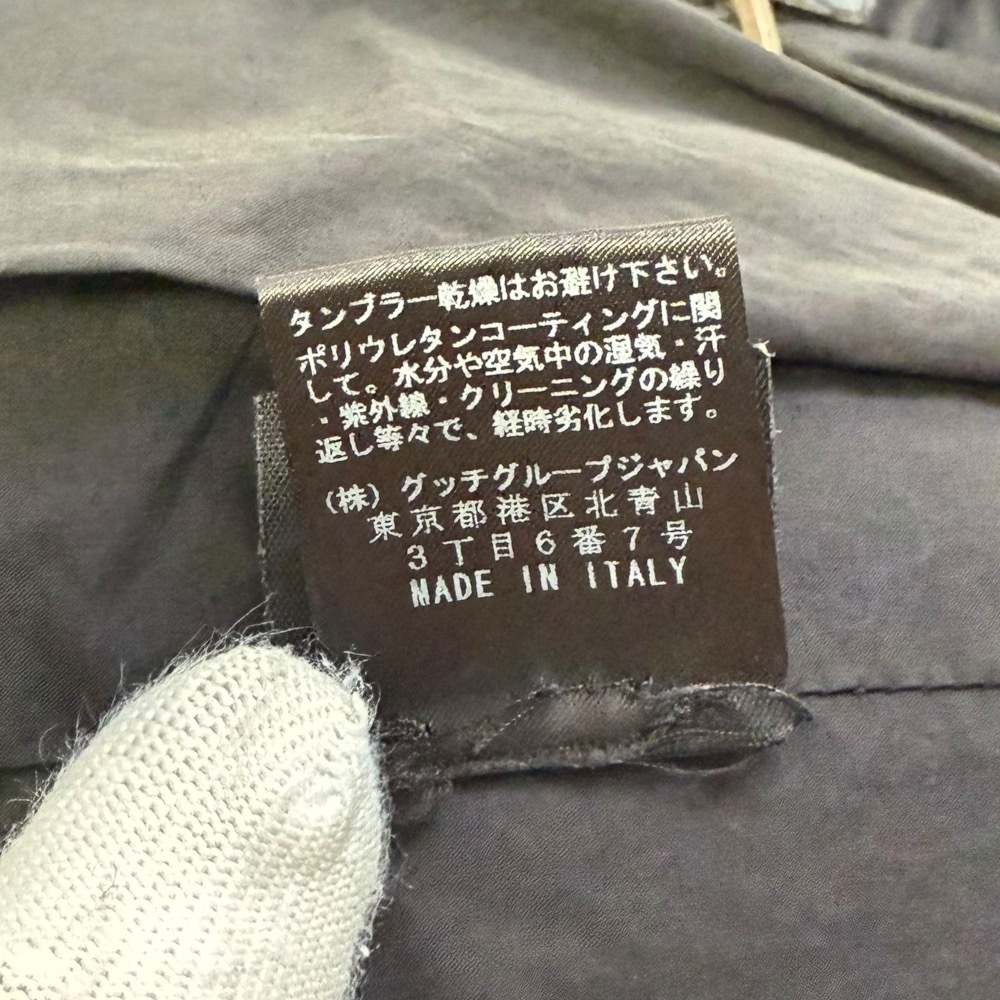 タンブラー乾燥はお避け下さい。
ポリウレタンコーティングに関
して。水分や空気中の湿気・汗
・紫外線・クリーニングの繰り
返し等々で、経時劣化します。
(株)グッチグループジャパン
東京都港区北青山
3丁目6番7号
MADE IN ITALY